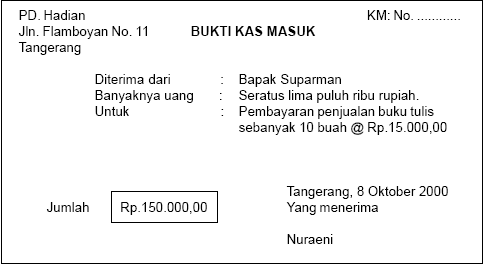 PD. Hadian KM: No. ............
Jln. Flamboyan No. 11 BUKTI KAS MASUK
Tangerang
Diterima dari : Bapak Suparman
Banyaknya uang : Seratus lima puluh ribu rupiah.
Untuk : Pembayaran penjualan buku tulis
sebanyak 10 buah @ Rp.15.000,00
Tangerang, 8 Oktober 2000
Jumlah Rp.150.000,00 Yang menerima
Nuraeni